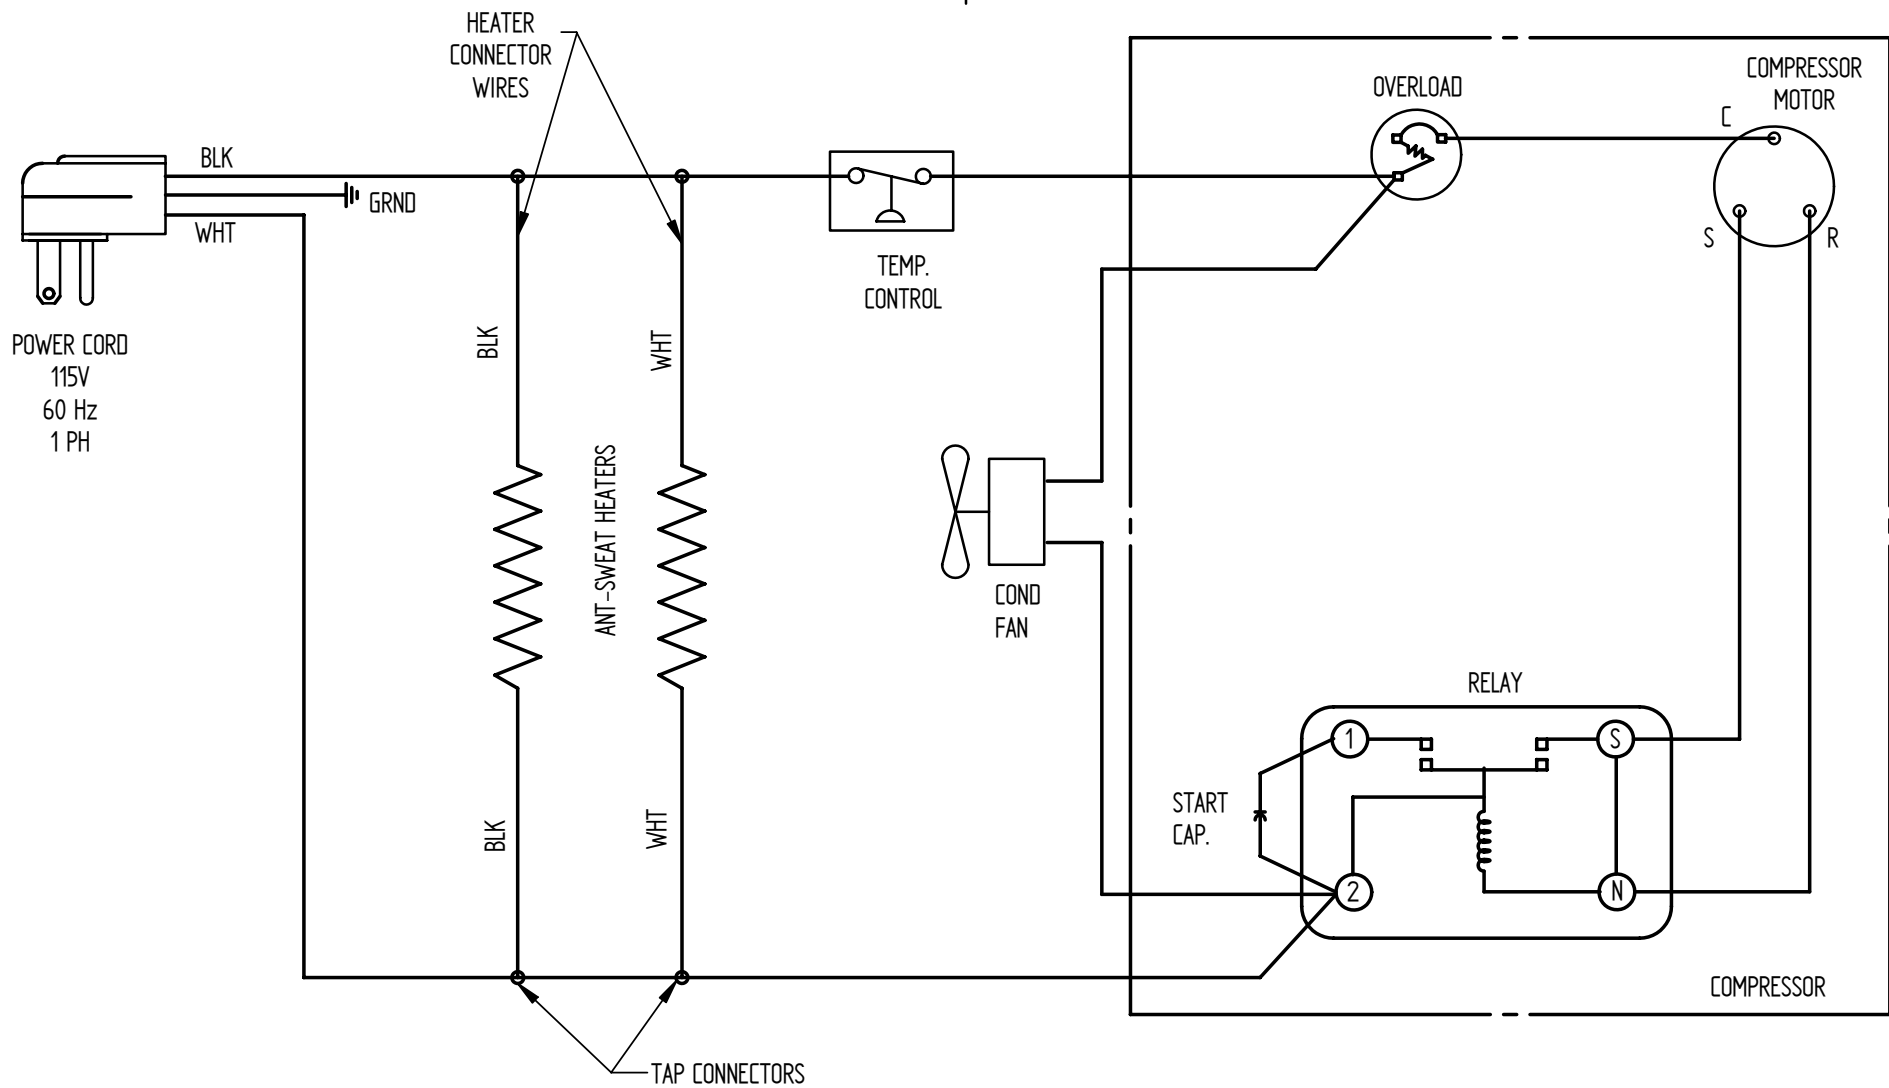 HEATER
CONNECTOR
WIRES
OVERLOAD
COMPRESSOR
MOTOR
C
S
R
BLK
GRND
WHT
POWER CORD
115V
60 Hz
1 PH
TEMP.
CONTROL
BLK
WHT
ANT-SWEAT HEATERS
COND
FAN
BLK
WHT
RELAY
1
S
START
CAP.
2
N
COMPRESSOR
TAP CONNECTORS